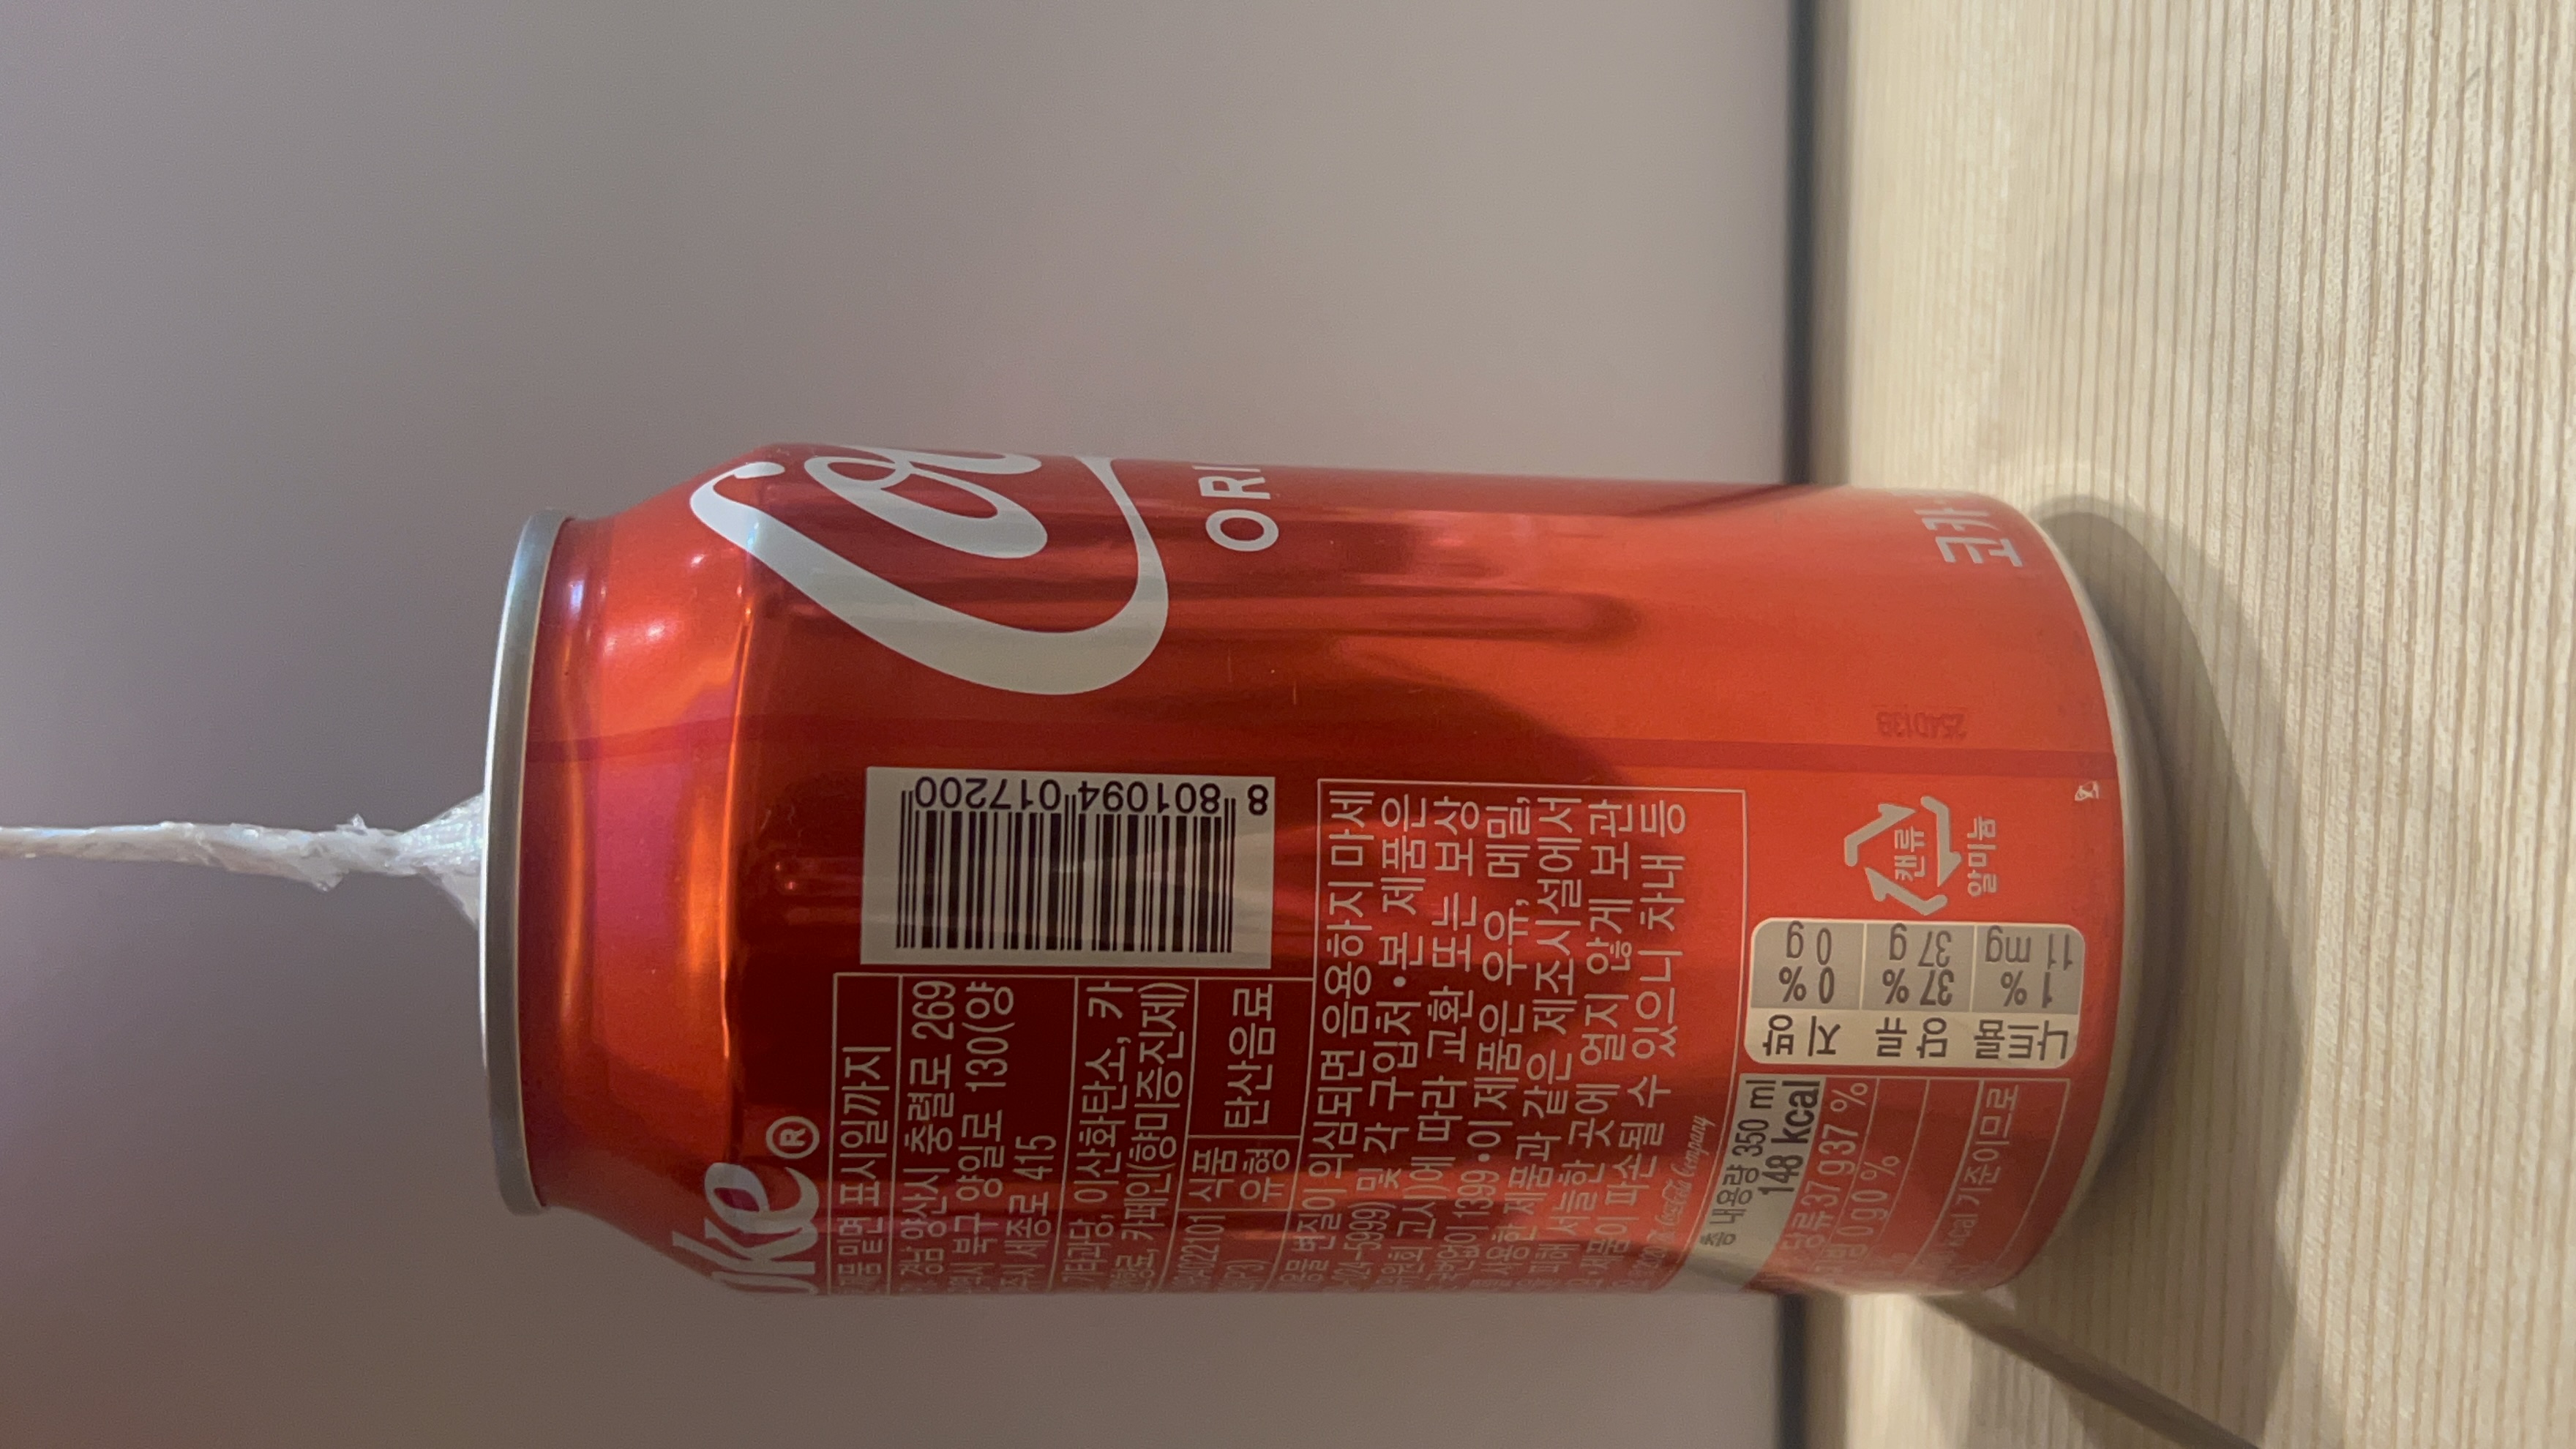 oke®
제품 밑면 표시일까지
경남 양산시 충렬로 269
북구 양일로 130(양
세종로 415
기타과당, 이산화탄소, 카
카페인(향미증진제)
식품
유형
탄산음료
8 801094 017200
변질이 의심되면 음용하지 마세
-024-5999) 및 각 구입처•본 제품은
고시)에 따라 교환 또는 보상
국번없이 1399•이 제품은 우유, 메밀,
사용한 제품과 같은 제조시설에서
피해 서늘한 곳에 얼지 않게 보관
•제품이 파손될 수 있으니 차내 등
Coca-Cola Company
총 내용량 350 ml
148 kcal
당류 37 g 37 %
0 g 0 %
kcal 기준이므로
나트륨 당류 지방
1 % 37 % 0 %
11 mg 37 g 0 g
캔류
알미늄
Co
ORI
코카